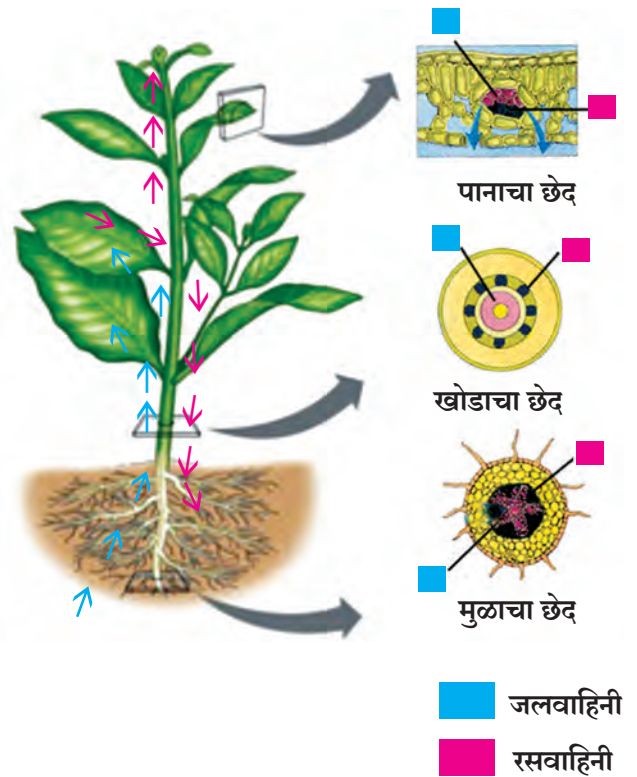 पानाचा छेद
खोडाचा छेद
मुळाचा छेद
जलवाहिनी
रसवाहिनी